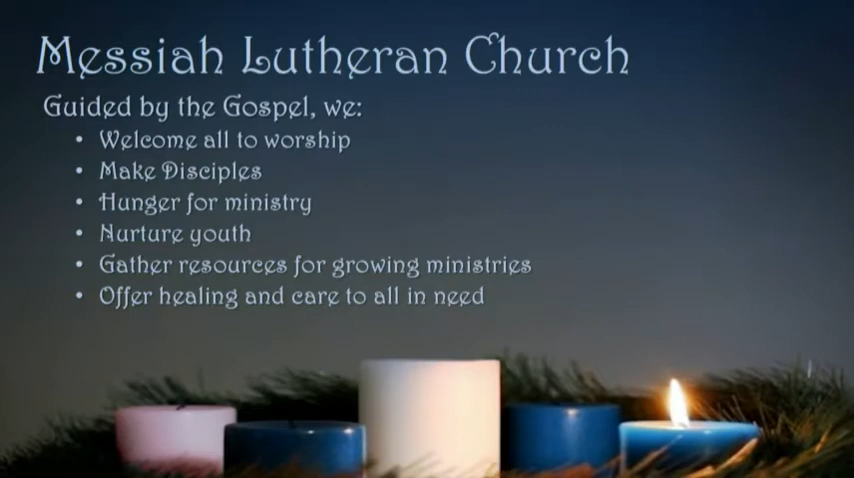 Messiah Lutheran Church
Guided by the Gospel, we:
• Welcome all to worship
• Make Disciples
• Hunger for ministry
• Nurture youth
• Gather resources for growing ministries
• Offer healing and care to all in need